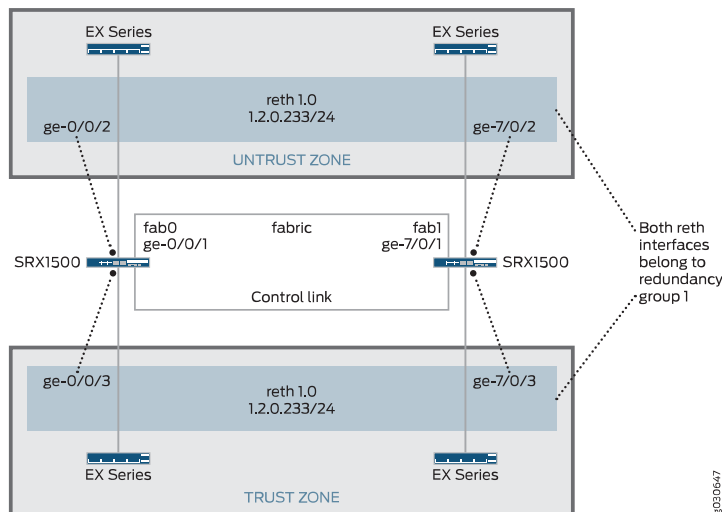 EX Series
EX Series
reth 1.0
1.2.0.233/24
ge-0/0/2
ge-7/0/2
UNTRUST ZONE
fab0
ge-0/0/1
fabric
fab1
ge-7/0/1
SRX1500
SRX1500
Control link
Both reth
interfaces
belong to
redundancy
group 1
ge-0/0/3
ge-7/0/3
reth 1.0
1.2.0.233/24
EX Series
EX Series
TRUST ZONE
g030647